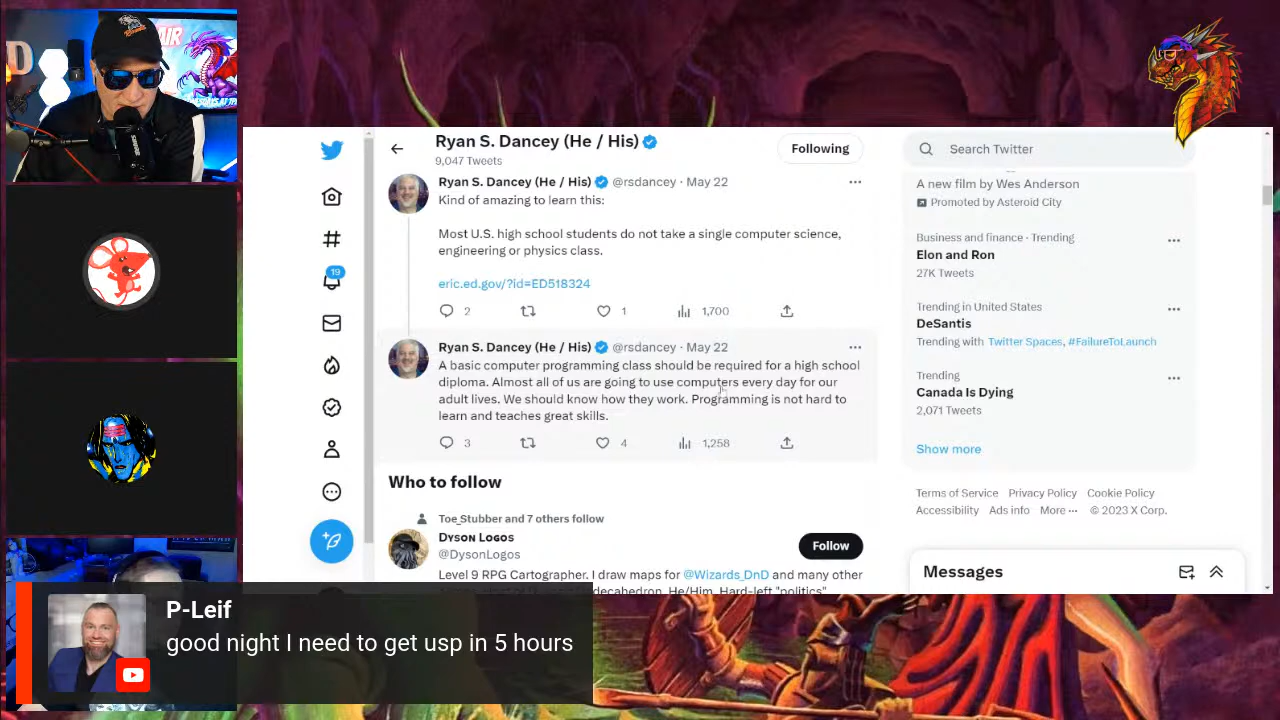 Ryan S. Dancey (He / His)
9,047 Tweets
Following
Ryan S. Dancey (He / His) @rsdancey · May 22
Kind of amazing to learn this:
Most U.S. high school students do not take a single computer science,
engineering or physics class.
eric.ed.gov/?id=ED518324
2
1
1,700
Ryan S. Dancey (He / His) @rsdancey · May 22
A basic computer programming class should be required for a high school
diploma. Almost all of us are going to use computers every day for our
adult lives. We should know how they work. Programming is not hard to
learn and teaches great skills.
3
4
1,258
Who to follow
Toe_Stubber and 7 others follow
Dyson Logos
@DysonLogos
Follow
Level 9 RPG Cartographer. I draw maps for @Wizards_DnD and many other
decahedron. He/Him. Hard-left "politics"
19
Search Twitter
A new film by Wes Anderson
Promoted by Asteroid City
Business and finance · Trending
Elon and Ron
27K Tweets
Trending in United States
DeSantis
Trending with Twitter Spaces, #FailureToLaunch
Trending
Canada Is Dying
2,071 Tweets
Show more
Terms of Service Privacy Policy Cookie Policy
Accessibility Ads info More ··· © 2023 X Corp.
Messages
P-Leif
good night I need to get usp in 5 hours